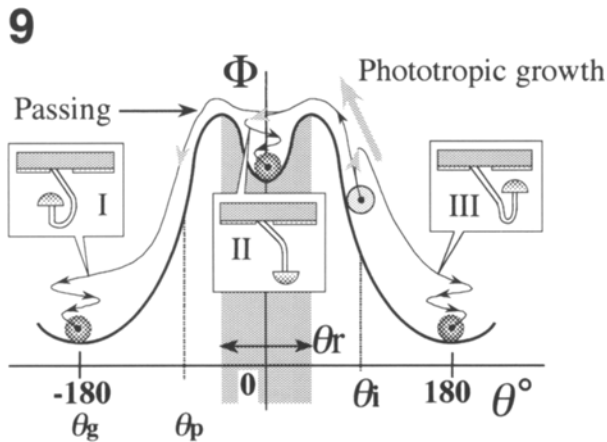 9
Φ
Phototropic growth
Passing
I
II
III
θr
-180
0
θi
180
θ°
θg
θp